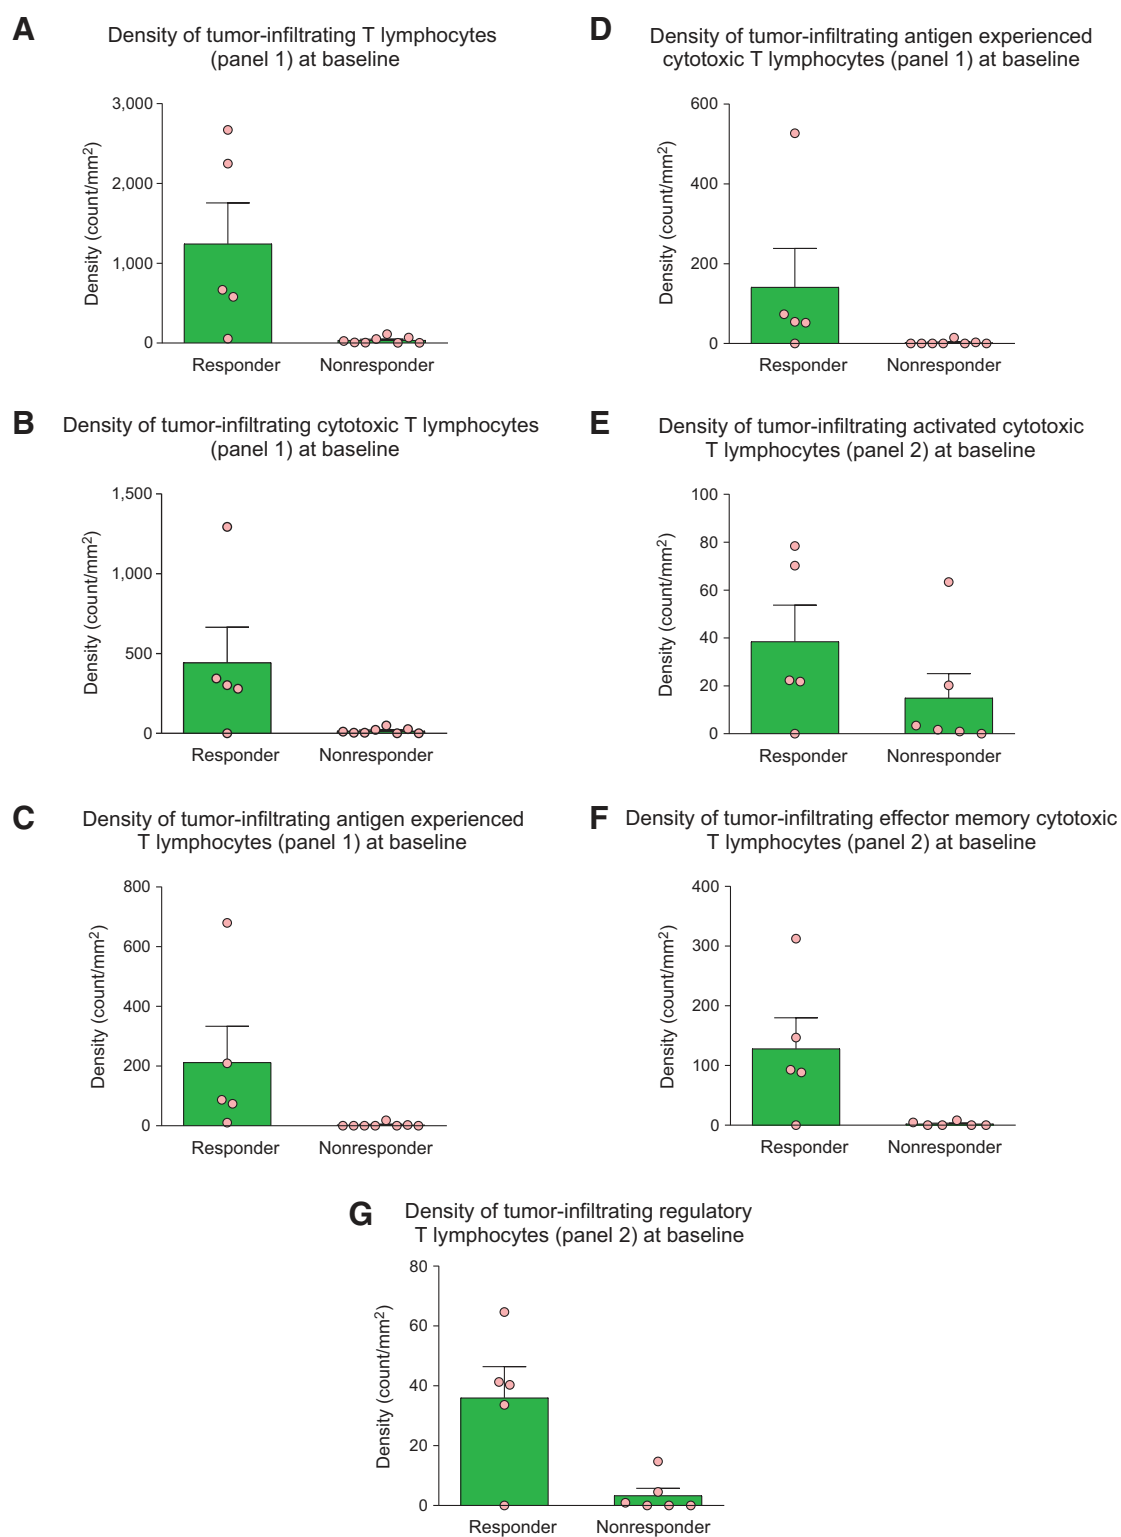 A
Density of tumor-infiltrating T lymphocytes
(panel 1) at baseline
Density (count/mm²)
3,000
2,000
1,000
0
Responder
Nonresponder
D
Density of tumor-infiltrating antigen experienced
cytotoxic T lymphocytes (panel 1) at baseline
Density (count/mm²)
600
400
200
0
Responder
Nonresponder
B
Density of tumor-infiltrating cytotoxic T lymphocytes
(panel 1) at baseline
Density (count/mm²)
1,500
1,000
500
0
Responder
Nonresponder
E
Density of tumor-infiltrating activated cytotoxic
T lymphocytes (panel 2) at baseline
Density (count/mm²)
100
80
60
40
20
0
Responder
Nonresponder
C
Density of tumor-infiltrating antigen experienced
T lymphocytes (panel 1) at baseline
Density (count/mm²)
800
600
400
200
0
Responder
Nonresponder
F
Density of tumor-infiltrating effector memory cytotoxic
T lymphocytes (panel 2) at baseline
Density (count/mm²)
400
300
200
100
0
Responder
Nonresponder
G
Density of tumor-infiltrating regulatory
T lymphocytes (panel 2) at baseline
Density (count/mm²)
80
60
40
20
0
Responder
Nonresponder